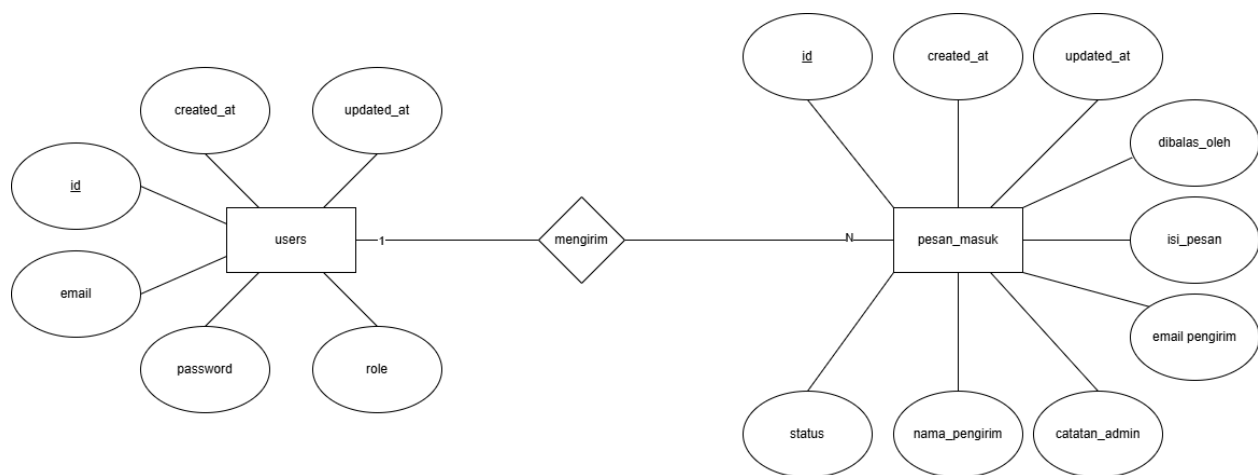 id
created_at
updated_at
created_at
updated_at
dibalas_oleh
id
users
1
mengirim
N
pesan_masuk
isi_pesan
email
email pengirim
password
role
status
nama_pengirim
catatan_admin